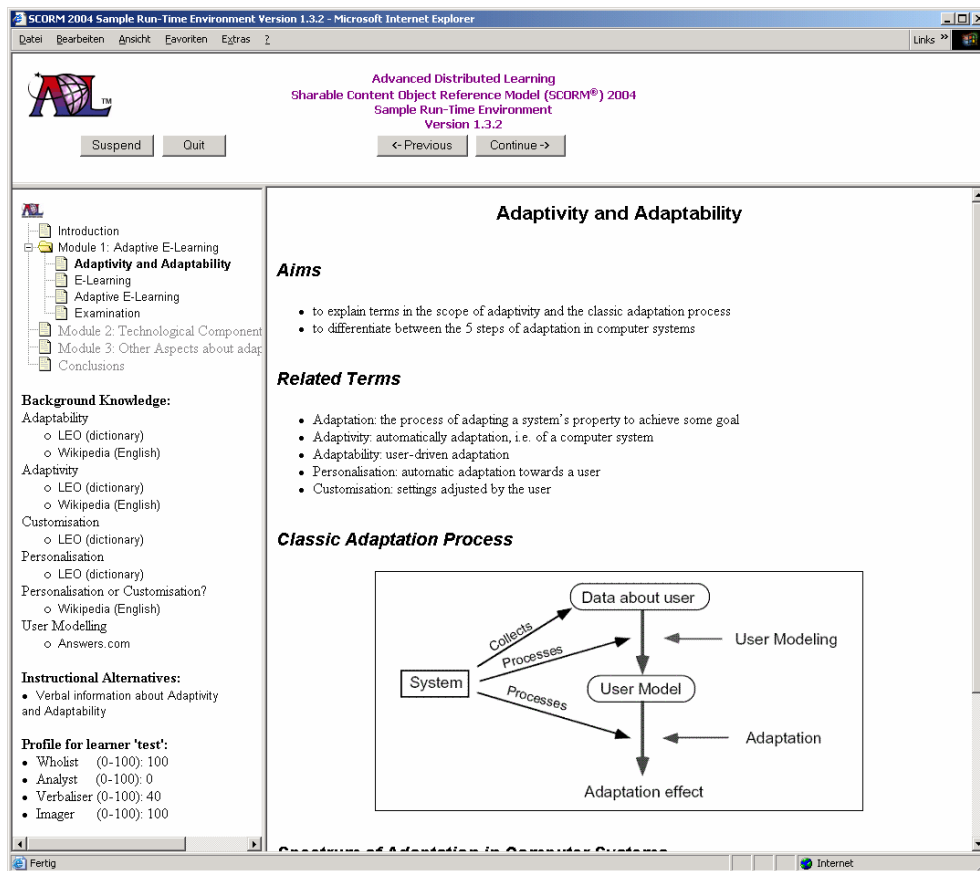 SCORM 2004 Sample Run-Time Environment Version 1.3.2 - Microsoft Internet Explorer
Datei Bearbeiten Ansicht Favoriten Extras ?
Links »
ADL TM
Advanced Distributed Learning
Sharable Content Object Reference Model (SCORM®) 2004
Sample Run-Time Environment
Version 1.3.2
Suspend Quit <- Previous Continue ->
ADL
Introduction
Module 1: Adaptive E-Learning
Adaptivity and Adaptability
E-Learning
Adaptive E-Learning
Examination
Module 2: Technological Component
Module 3: Other Aspects about adap
Conclusions
Background Knowledge:
Adaptability
o LEO (dictionary)
o Wikipedia (English)
Adaptivity
o LEO (dictionary)
o Wikipedia (English)
Customisation
o LEO (dictionary)
Personalisation
o LEO (dictionary)
Personalisation or Customisation?
o Wikipedia (English)
User Modelling
o Answers.com
Instructional Alternatives:
• Verbal information about Adaptivity
and Adaptability
Profile for learner 'test':
• Wholist (0-100): 100
• Analyst (0-100): 0
• Verbaliser (0-100): 40
• Imager (0-100): 100
Adaptivity and Adaptability
Aims
• to explain terms in the scope of adaptivity and the classic adaptation process
• to differentiate between the 5 steps of adaptation in computer systems
Related Terms
• Adaptation: the process of adapting a system's property to achieve some goal
• Adaptivity: automatically adaptation, i.e. of a computer system
• Adaptability: user-driven adaptation
• Personalisation: automatic adaptation towards a user
• Customisation: settings adjusted by the user
Classic Adaptation Process
Data about user
Collects
Processes
User Modeling
System
User Model
Processes
Adaptation
Adaptation effect
Spectrum of Adaptation in Computer Systems
Fertig
Internet